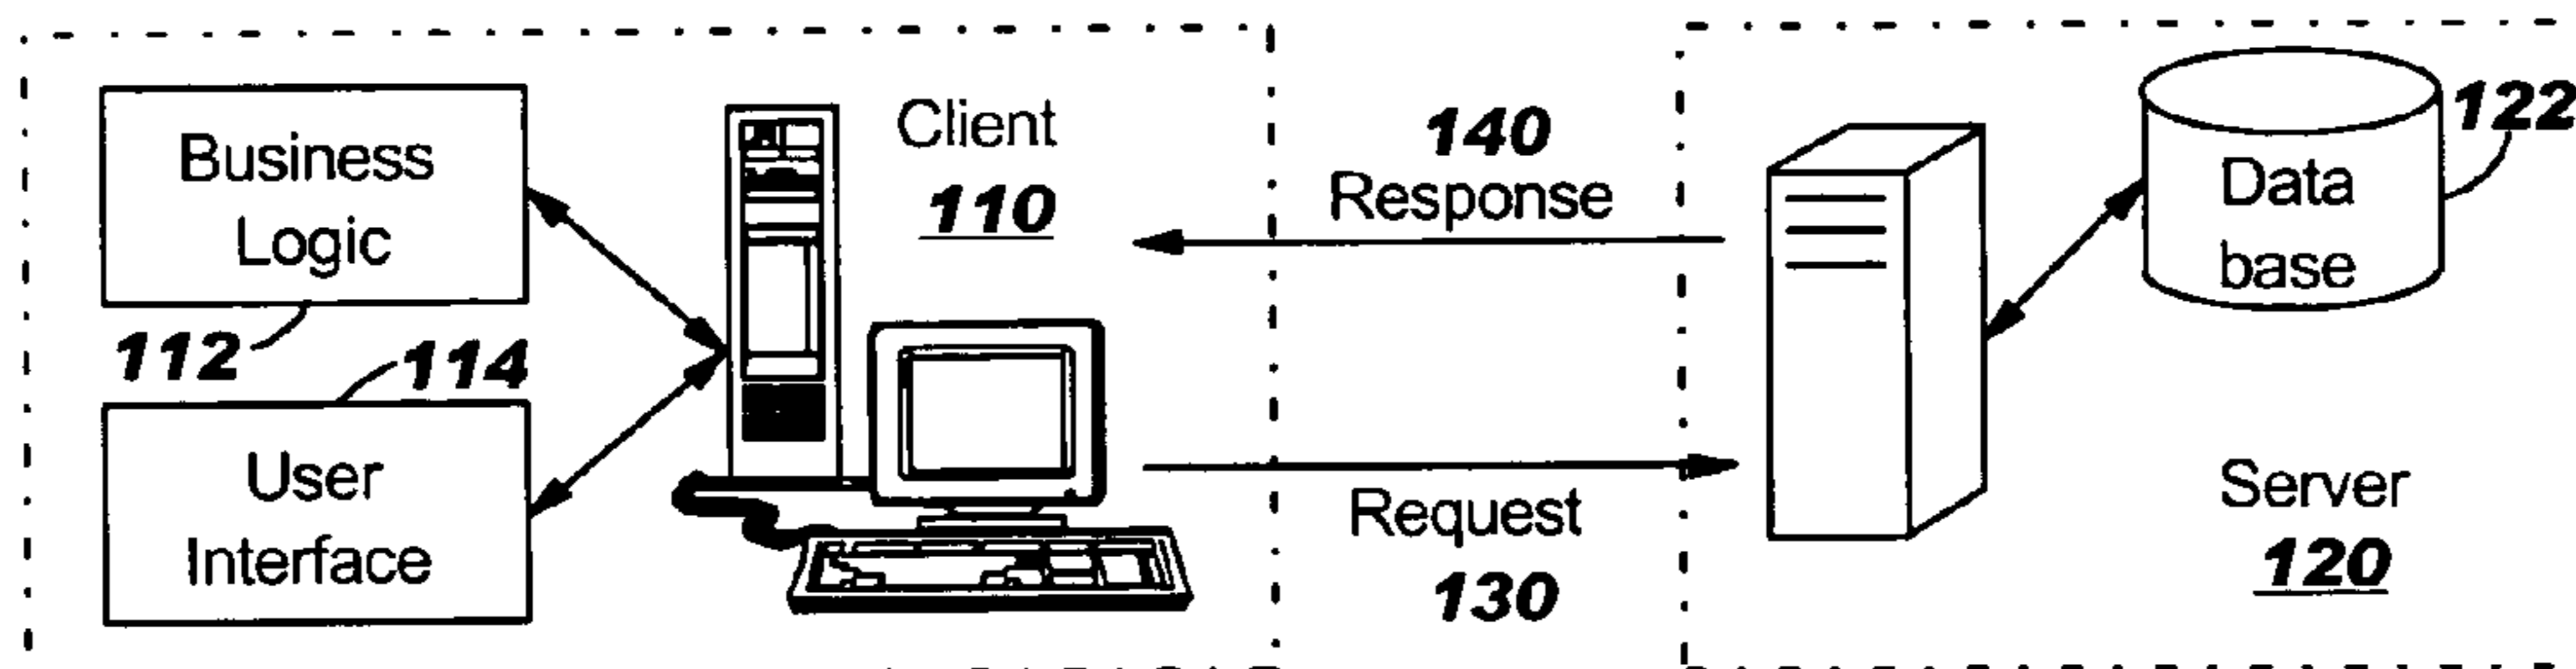 Business
Logic
112
114
User
Interface
Client
110
140
Response
Request
130
122
Data
base
Server
120